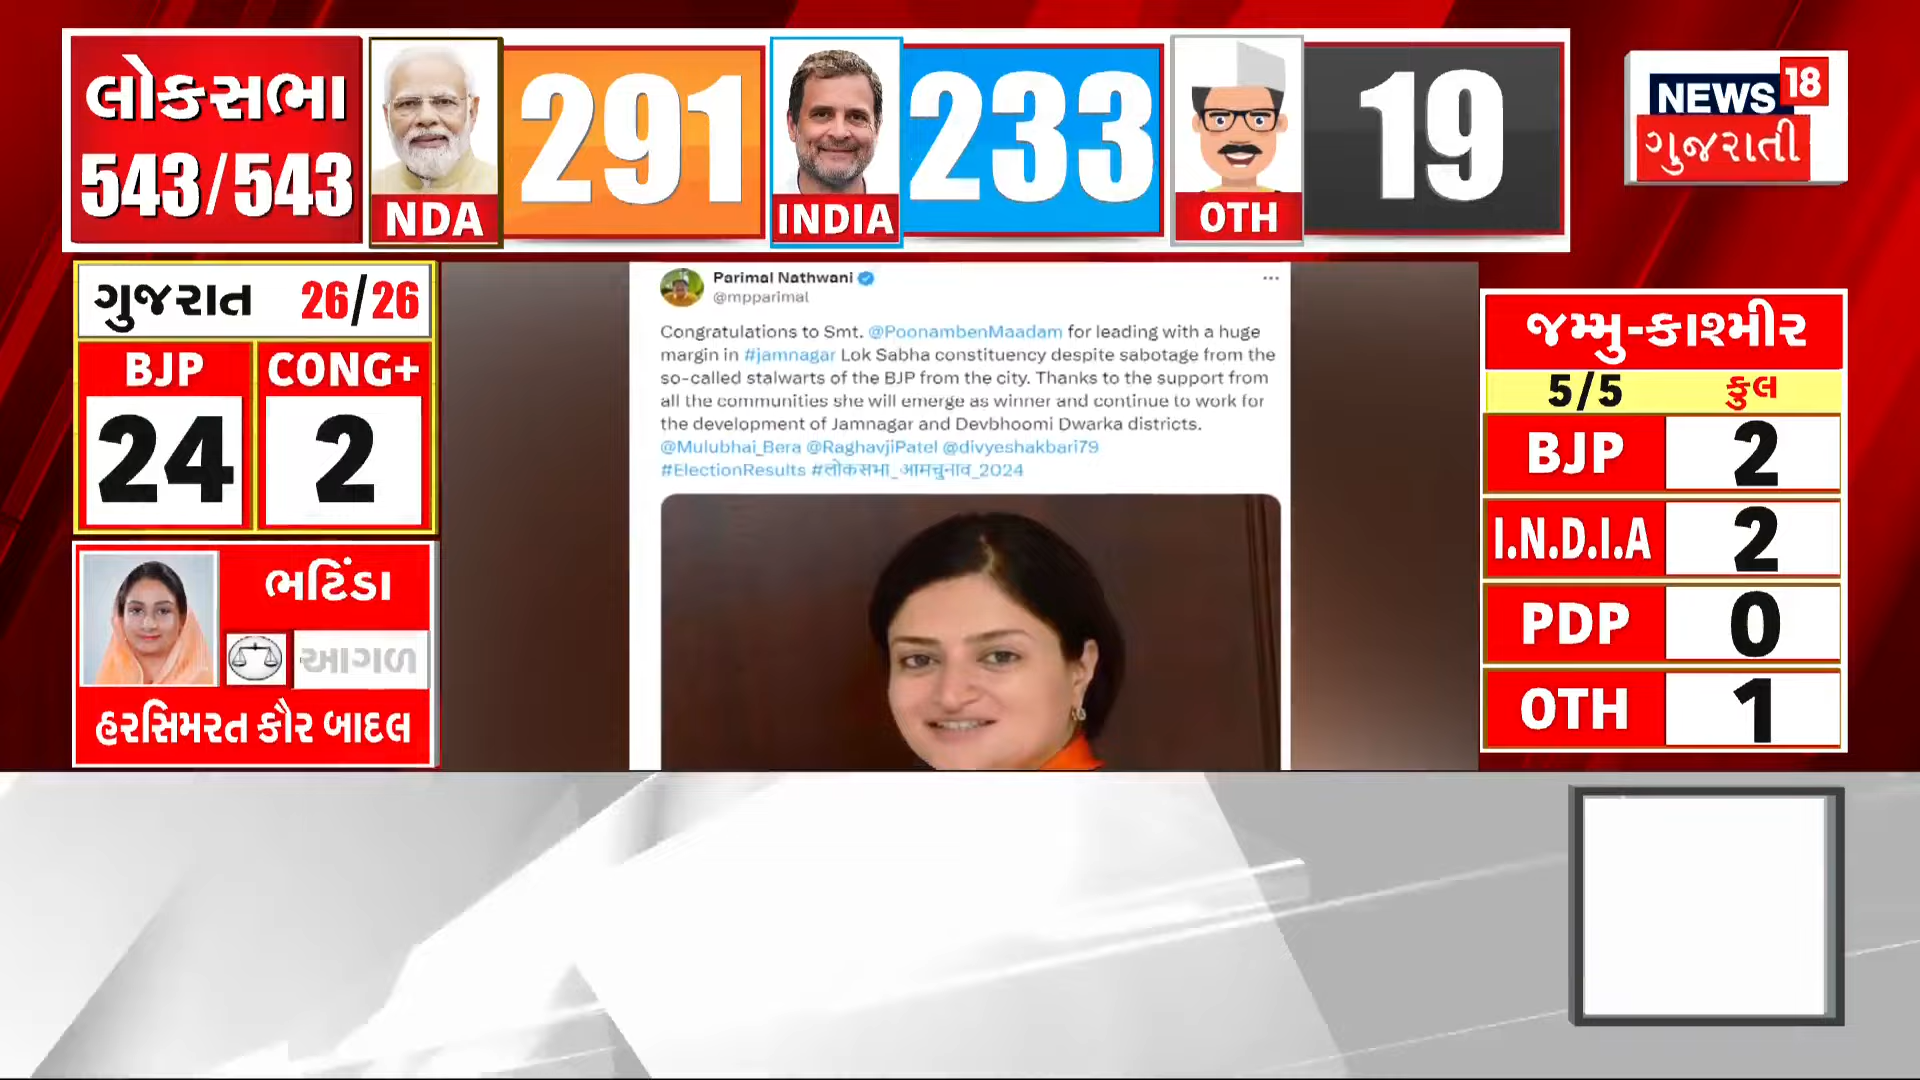 લોકસભા
543/543
NDA
291
INDIA
233
OTH
19
NEWS 18
ગુજરાતી
ગુજરાત 26/26
BJP CONG+
24 2
ભટિંડા
આગળ
હરસિમરત કૌર બાદલ
Parimal Nathwani
@mpparimal
Congratulations to Smt. @PoonambenMaadam for leading with a huge
margin in #jamnagar Lok Sabha constituency despite sabotage from the
so-called stalwarts of the BJP from the city. Thanks to the support from
all the communities she will emerge as winner and continue to work for
the development of Jamnagar and Devbhoomi Dwarka districts.
@Mulubhai_Bera @RaghavjiPatel @divyeshakbari79
#ElectionResults #लोकसभा_आमचुनाव_2024
જમ્મુ-કાશ્મીર
5/5 કુલ
BJP 2
I.N.D.I.A 2
PDP 0
OTH 1